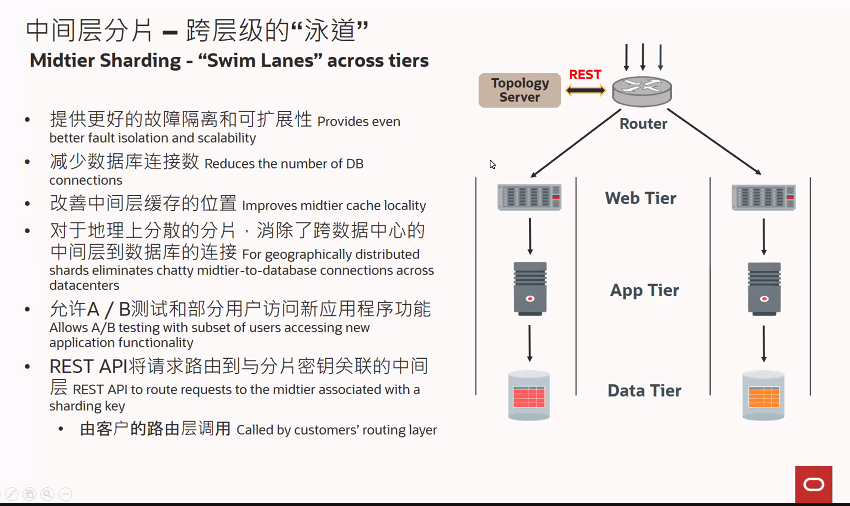 中间层分片 – 跨层级的“泳道”
Midtier Sharding - “Swim Lanes” across tiers
• 提供更好的故障隔离和可扩展性 Provides even
better fault isolation and scalability
• 减少数据库连接数 Reduces the number of DB
connections
• 改善中间层缓存的位置 Improves midtier cache locality
• 对于地理上分散的分片，消除了跨数据中心的
中间层到数据库的连接 For geographically distributed
shards eliminates chatty midtier-to-database connections across
datacenters
• 允许A / B测试和部分用户访问新应用程序功能
Allows A/B testing with subset of users accessing new
application functionality
• REST API将请求路由到与分片密钥关联的中间
层 REST API to route requests to the midtier associated with a
sharding key
• 由客户的路由层调用 Called by customers’ routing layer
Topology
Server
REST
Router
Web Tier
App Tier
Data Tier